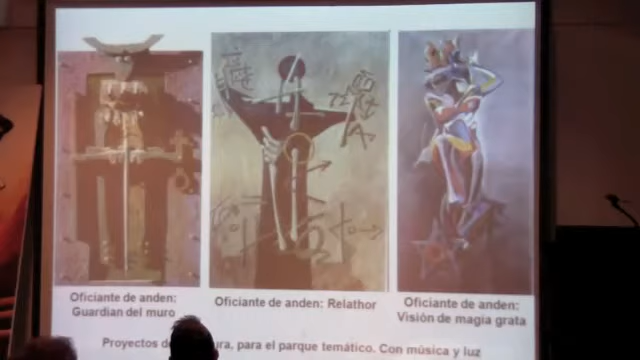 Oficiante de anden:
Guardian del muro
Oficiante de anden: Relathor
Oficiante de anden:
Visión de magia grata
Proyectos ura, para el parque temático. Con música y luz